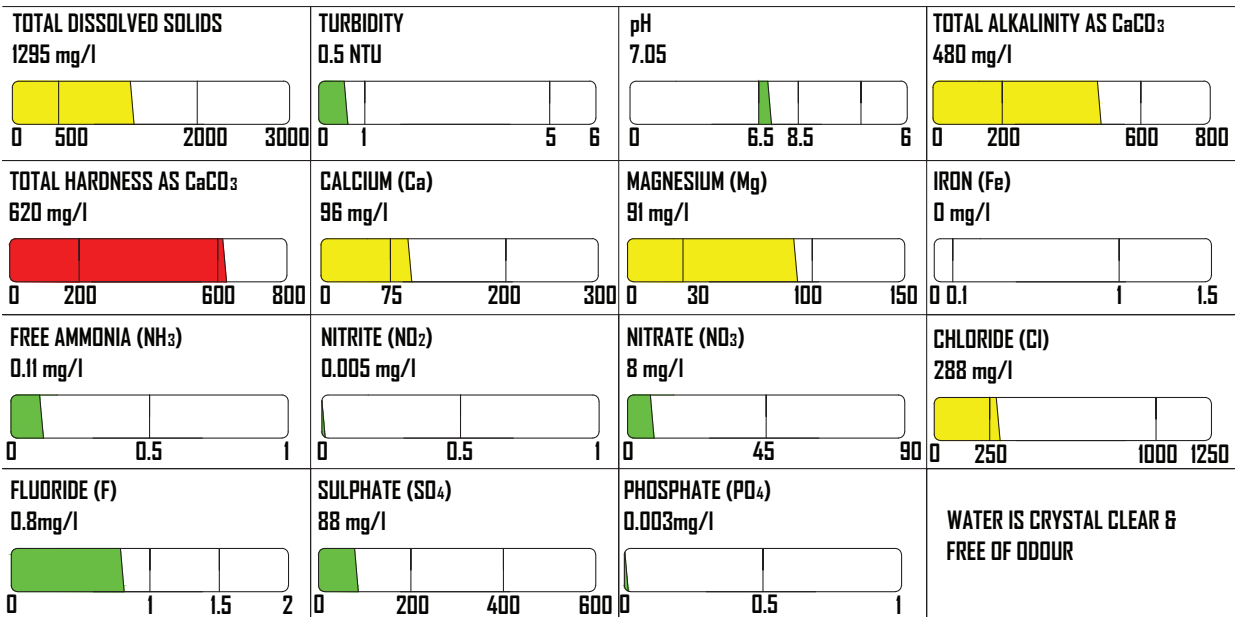 TOTAL DISSOLVED SOLIDS
1295 mg/l
0 500 2000 3000
TURBIDITY
0.5 NTU
0 1 5 6
pH
7.05
0 6.5 8.5 6
TOTAL ALKALINITY AS CaCO3
480 mg/l
0 200 600 800
TOTAL HARDNESS AS CaCO3
620 mg/l
0 200 600 800
CALCIUM (Ca)
96 mg/l
0 75 200 300
MAGNESIUM (Mg)
91 mg/l
0 30 100 150
IRON (Fe)
0 mg/l
0 0.1 1 1.5
FREE AMMONIA (NH3)
0.11 mg/l
0 0.5 1
NITRITE (NO2)
0.005 mg/l
0 0.5 1
NITRATE (NO3)
8 mg/l
0 45 90
CHLORIDE (Cl)
288 mg/l
0 250 1000 1250
FLUORIDE (F)
0.8mg/l
0 1 1.5 2
SULPHATE (SO4)
88 mg/l
0 200 400 600
PHOSPHATE (PO4)
0.003mg/l
0 0.5 1
WATER IS CRYSTAL CLEAR &
FREE OF ODOUR